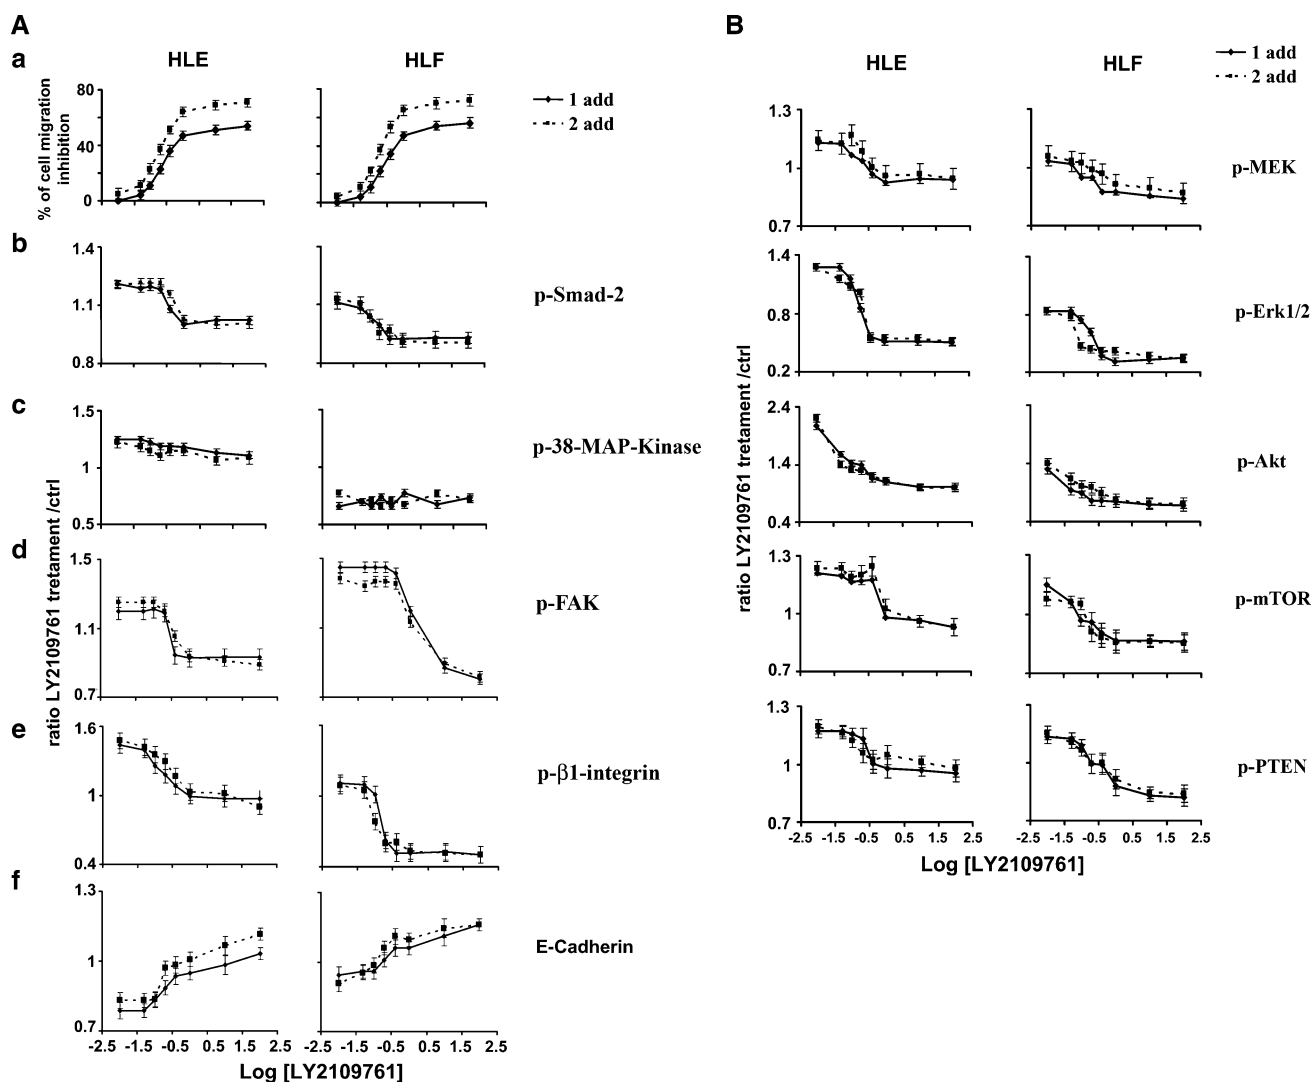 A
B
a
HLE
HLF
1 add
2 add
% of cell migration
inhibition
80
40
0
b
1.4
1.1
0.8
p-Smad-2
c
1.5
1
0.5
p-38-MAP-Kinase
d
1.5
1.1
0.7
p-FAK
e
1.6
1
0.4
p-β1-integrin
f
1.3
1
0.7
E-Cadherin
ratio LY2109761 tretament /ctrl
-2.5 -1.5 -0.5 0.5 1.5 2.5
-2.5 -1.5 -0.5 0.5 1.5 2.5
Log [LY2109761]
HLE
HLF
1 add
2 add
1.3
1
0.7
p-MEK
1.4
0.8
0.2
p-Erk1/2
2.4
1.4
0.4
p-Akt
1.3
1
0.7
p-mTOR
1.3
1
0.7
p-PTEN
ratio LY2109761 tretament /ctrl
-2.5 -1.5 -0.5 0.5 1.5 2.5
-2.5 -1.5 -0.5 0.5 1.5 2.5
Log [LY2109761]